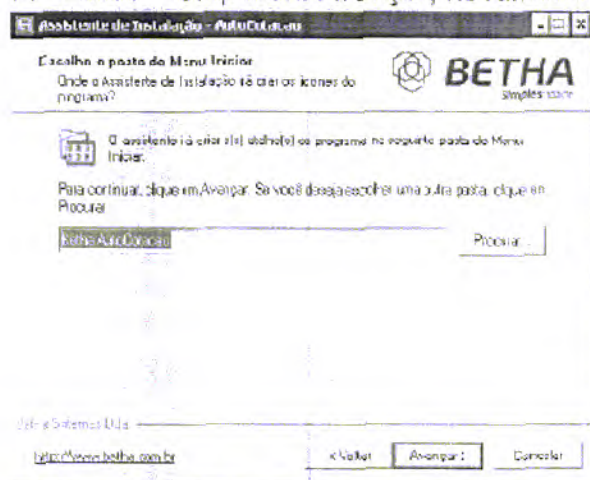 Assistente de Instalação - AutoCotacao
Escolha a pasta do Menu Iniciar
Onde o Assistente de Instalação irá criar os ícones do
programa?
BETHA
Simples
O assistente irá criar o(s) atalho(s) do programa na seguinte pasta do Menu
Iniciar.
Para continuar, clique em Avançar. Se você deseja escolher uma outra pasta, clique em
Procurar.
Betha AutoCotacao
Procurar...
Betha Sistemas Ltda
http://www.betha.com.br
< Voltar
Avançar >
Cancelar